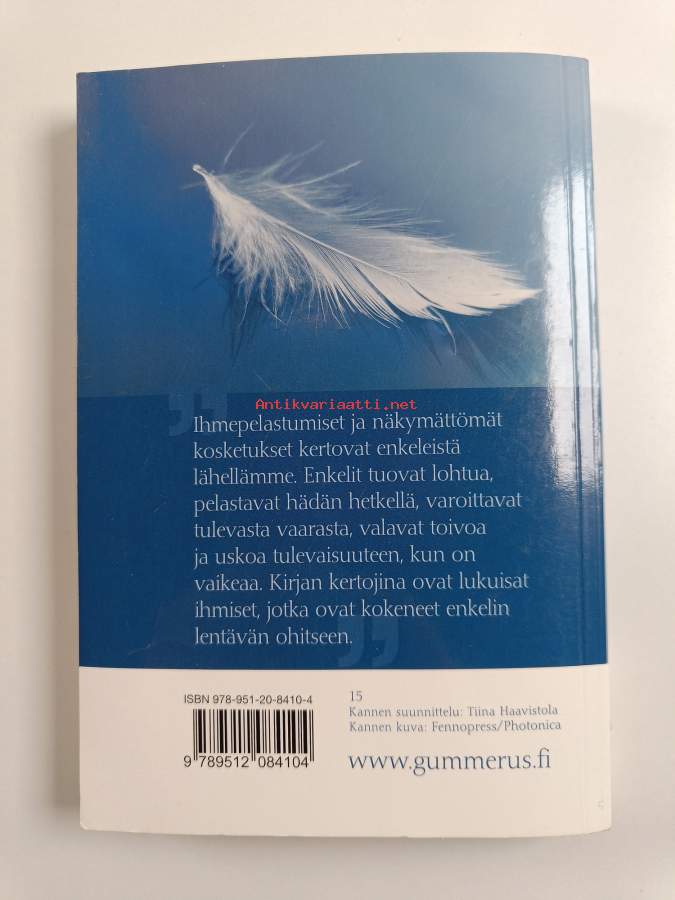 Antikvariaatti.net
Ihmepelastumiset ja näkymättömät
kosketukset kertovat enkeleistä
lähellämme. Enkelit tuovat lohtua,
pelastavat hädän hetkellä, varoittavat
tulevasta vaarasta, valavat toivoa
ja uskoa tulevaisuuteen, kun on
vaikeaa. Kirjan kertojina ovat lukuisat
ihmiset, jotka ovat kokeneet enkelin
lentävän ohitseen.
ISBN 978-951-20-8410-4
9 789512 084104
15
Kannen suunnittelu: Tiina Haavistola
Kannen kuva: Fennopress/Photonica
www.gummerus.fi